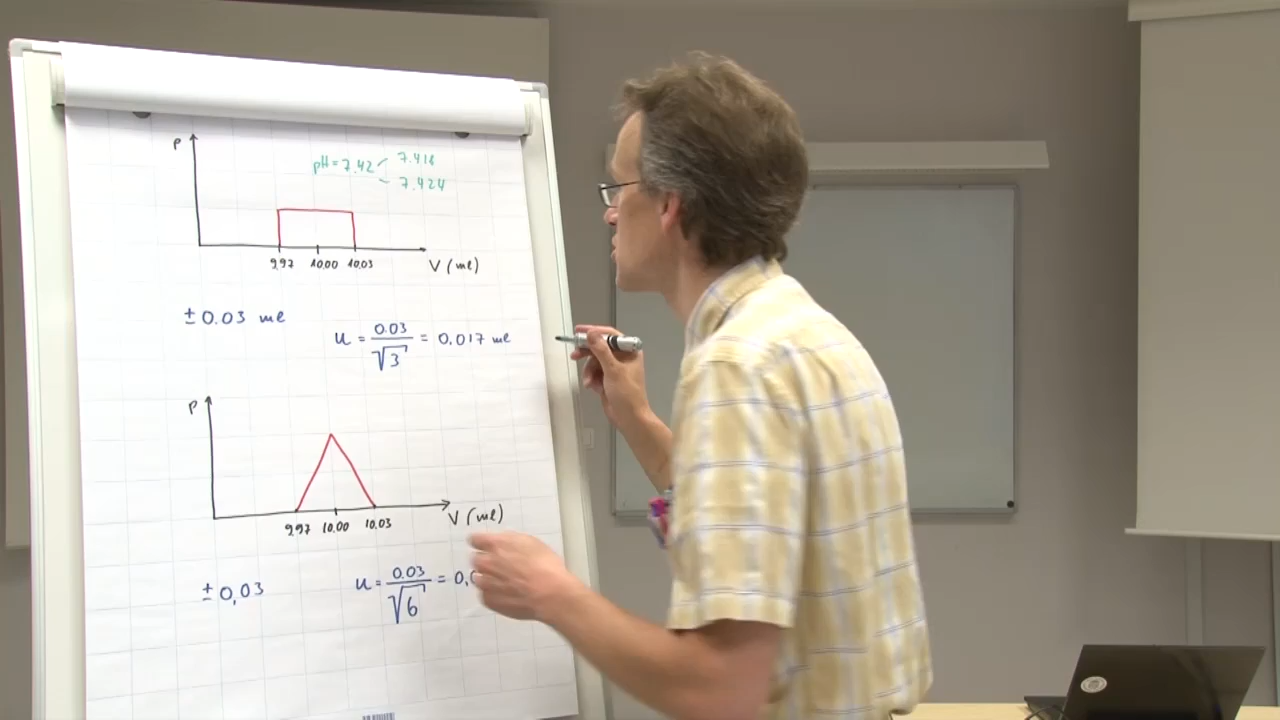 P
pH = 7.42
7.416
7.424
9.97 10.00 10.03 V (ml)
± 0.03 ml
u = 0.03 / √3 = 0.017 ml
P
9.97 10.00 10.03 V (ml)
± 0,03
u = 0.03 / √6 = 0,0